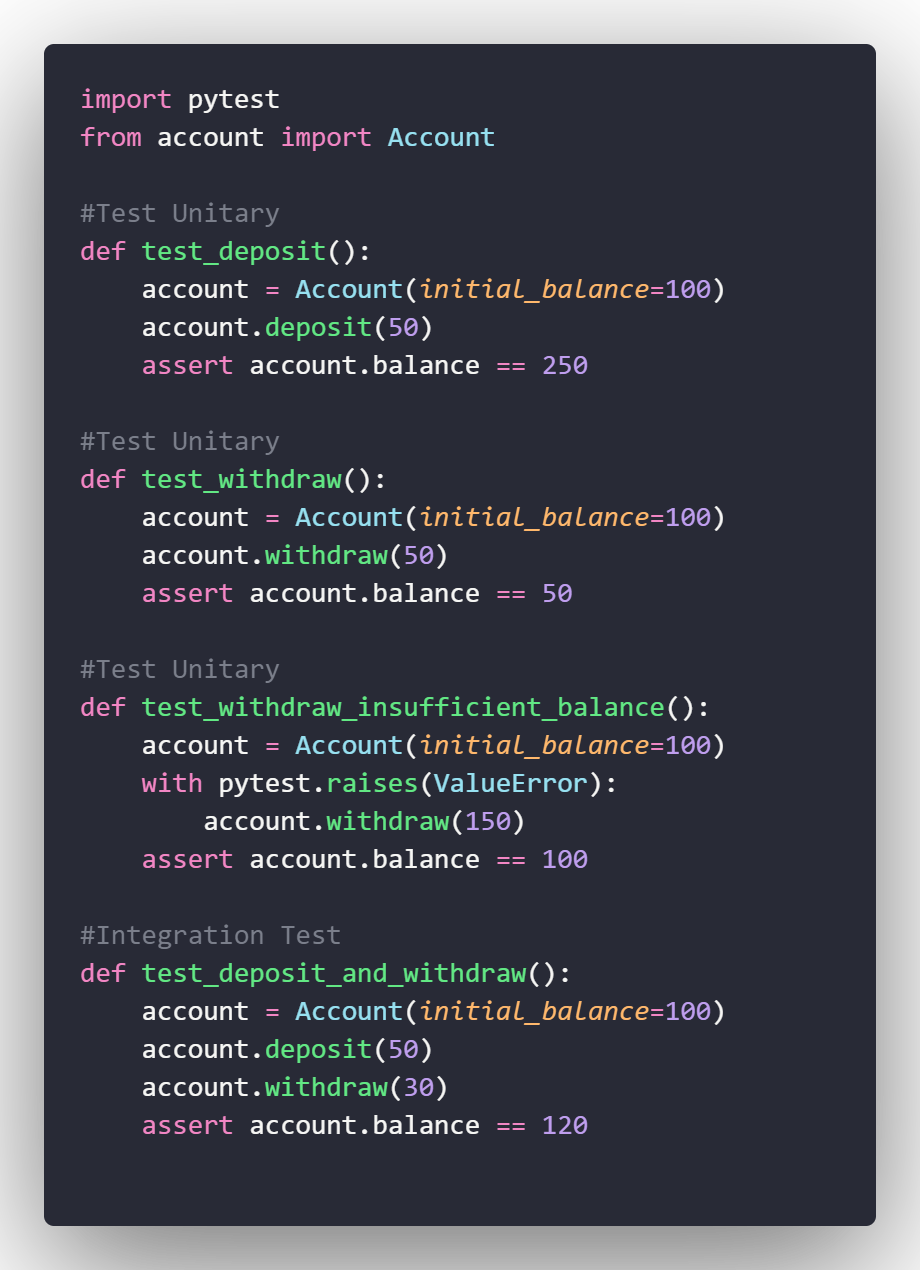 import pytest
from account import Account
#Test Unitary
def test_deposit():
    account = Account(initial_balance=100)
    account.deposit(50)
    assert account.balance == 250
#Test Unitary
def test_withdraw():
    account = Account(initial_balance=100)
    account.withdraw(50)
    assert account.balance == 50
#Test Unitary
def test_withdraw_insufficient_balance():
    account = Account(initial_balance=100)
    with pytest.raises(ValueError):
        account.withdraw(150)
    assert account.balance == 100
#Integration Test
def test_deposit_and_withdraw():
    account = Account(initial_balance=100)
    account.deposit(50)
    account.withdraw(30)
    assert account.balance == 120